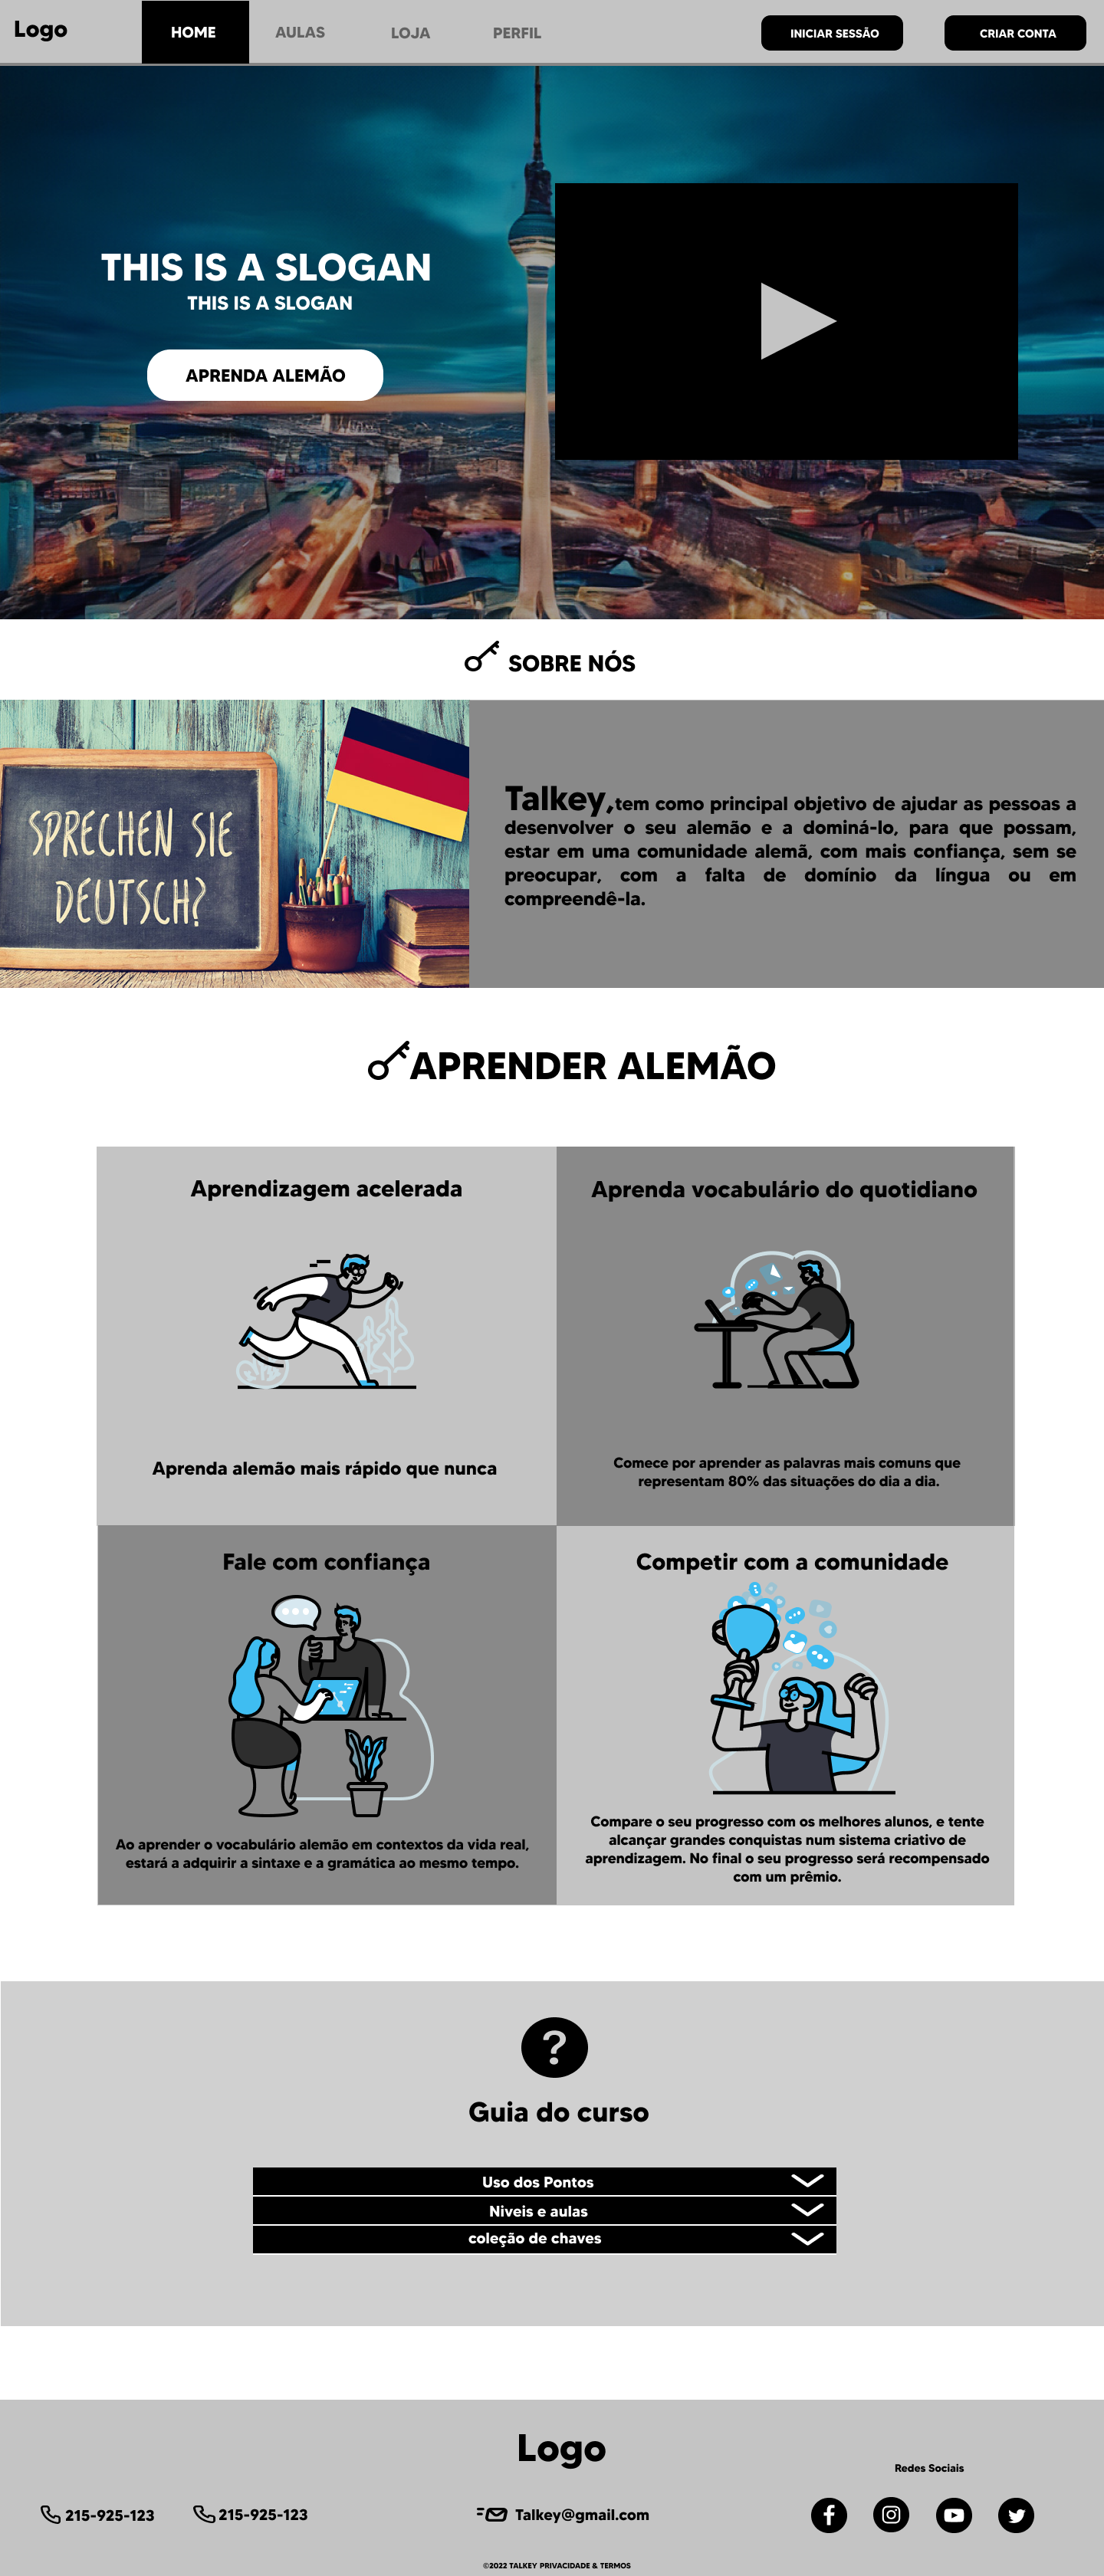 Logo
HOME
AULAS
LOJA
PERFIL
INICIAR SESSÃO
CRIAR CONTA
THIS IS A SLOGAN
THIS IS A SLOGAN
APRENDA ALEMÃO
SOBRE NÓS
SPRECHEN SIE
DEUTSCH?
Talkey,tem como principal objetivo de ajudar as pessoas a
desenvolver o seu alemão e a dominá-lo, para que possam,
estar em uma comunidade alemã, com mais confiança, sem se
preocupar, com a falta de domínio da língua ou em
compreendê-la.
APRENDER ALEMÃO
Aprendizagem acelerada
Aprenda alemão mais rápido que nunca
Aprenda vocabulário do quotidiano
Comece por aprender as palavras mais comuns que
representam 80% das situações do dia a dia.
Fale com confiança
Ao aprender o vocabulário alemão em contextos da vida real,
estará a adquirir a sintaxe e a gramática ao mesmo tempo.
Competir com a comunidade
Compare o seu progresso com os melhores alunos, e tente
alcançar grandes conquistas num sistema criativo de
aprendizagem. No final o seu progresso será recompensado
com um prêmio.
?
Guia do curso
Uso dos Pontos
Niveis e aulas
coleção de chaves
Logo
Redes Sociais
215-925-123
215-925-123
Talkey@gmail.com
©2022 TALKEY PRIVACIDADE & TERMOS